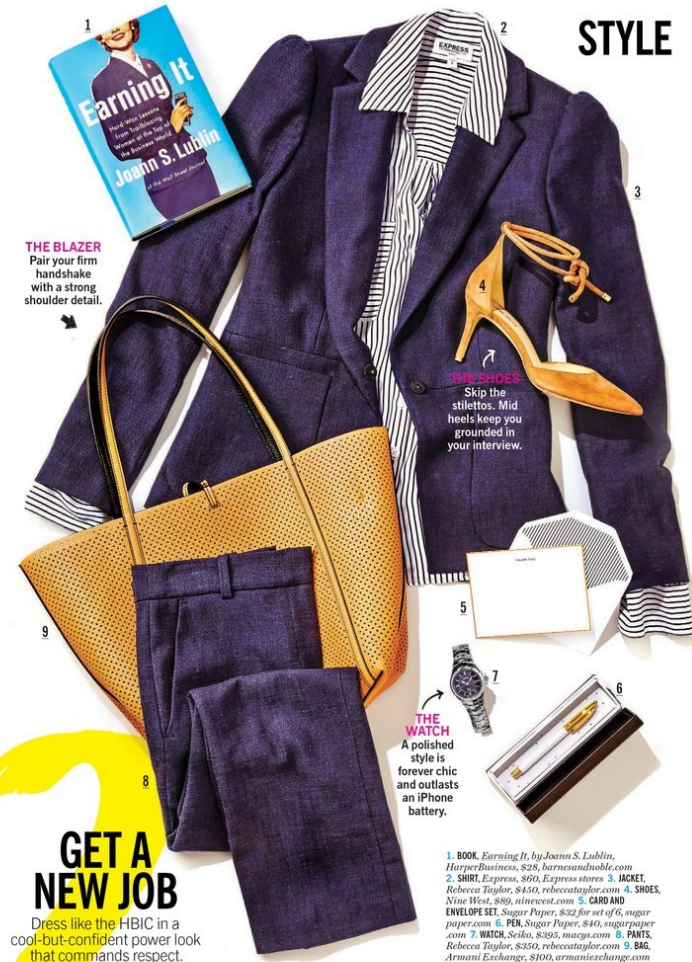 STYLE
1
2
EXPRESS
Earning It
Hard-Won Lessons
from Trailblazing
Women at the Top of
the Business World
Joann S. Lublin
of the Wall Street Journal
3
THE BLAZER
Pair your firm
handshake
with a strong
shoulder detail.
4
THE SHOES
Skip the
stilettos. Mid
heels keep you
grounded in
your interview.
5
9
7
6
THE
WATCH
A polished
style is
forever chic
and outlasts
an iPhone
battery.
8
2
GET A
NEW JOB
Dress like the HBIC in a
cool-but-confident power look
that commands respect.
1. BOOK, Earning It, by Joann S. Lublin,
HarperBusiness, $28, barnesandnoble.com
2. SHIRT, Express, $60, Express stores 3. JACKET,
Rebecca Taylor, $450, rebeccataylor.com 4. SHOES,
Nine West, $89, ninewest.com 5. CARD AND
ENVELOPE SET, Sugar Paper, $32 for set of 6, sugar
paper.com 6. PEN, Sugar Paper, $40, sugarpaper
.com 7. WATCH, Seiko, $395, macys.com 8. PANTS,
Rebecca Taylor, $350, rebeccataylor.com 9. BAG,
Armani Exchange, $100, armaniexchange.com